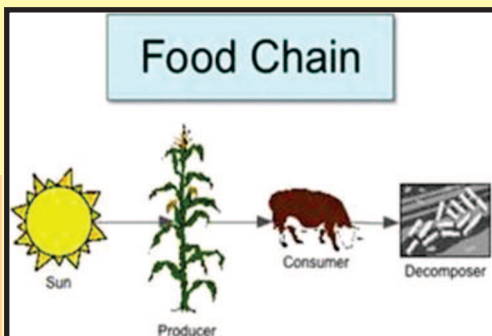 Food Chain
Sun
Producer
Consumer
Decomposer